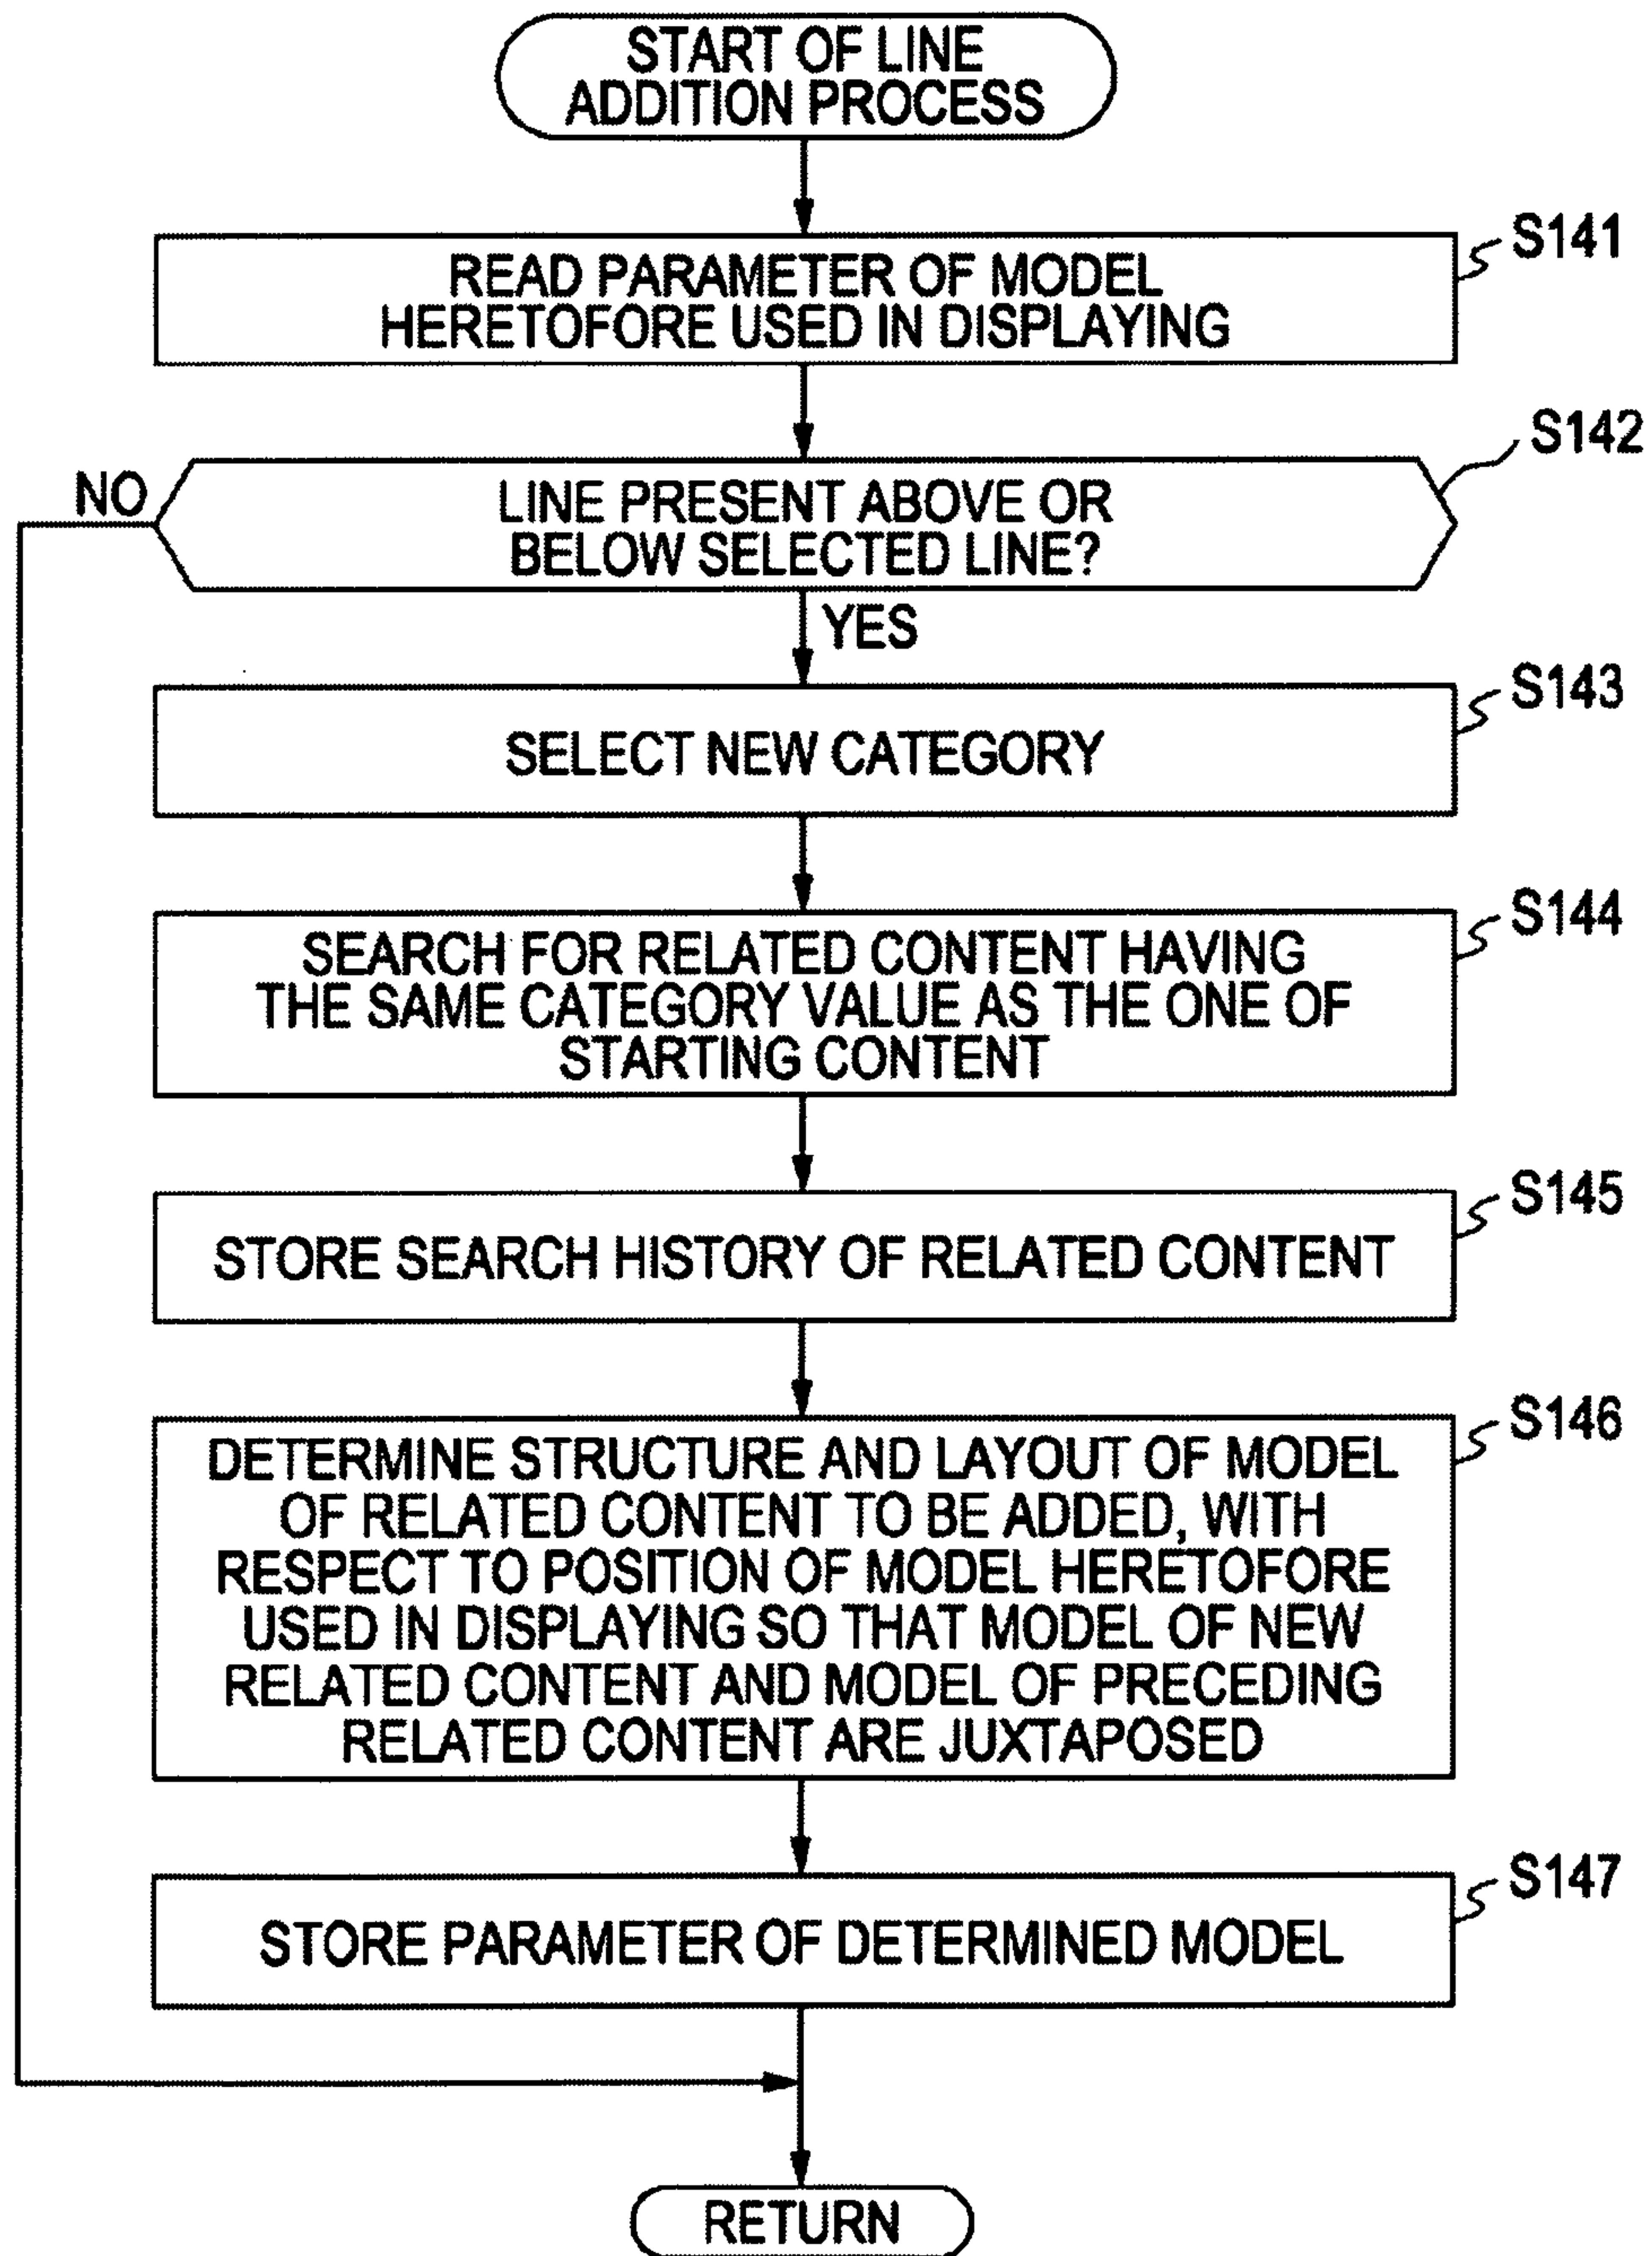 START OF LINE
ADDITION PROCESS
S141
READ PARAMETER OF MODEL
HERETOFORE USED IN DISPLAYING
S142
NO
LINE PRESENT ABOVE OR
BELOW SELECTED LINE?
YES
S143
SELECT NEW CATEGORY
S144
SEARCH FOR RELATED CONTENT HAVING
THE SAME CATEGORY VALUE AS THE ONE OF
STARTING CONTENT
S145
STORE SEARCH HISTORY OF RELATED CONTENT
S146
DETERMINE STRUCTURE AND LAYOUT OF MODEL
OF RELATED CONTENT TO BE ADDED, WITH
RESPECT TO POSITION OF MODEL HERETOFORE
USED IN DISPLAYING SO THAT MODEL OF NEW
RELATED CONTENT AND MODEL OF PRECEDING
RELATED CONTENT ARE JUXTAPOSED
S147
STORE PARAMETER OF DETERMINED MODEL
RETURN